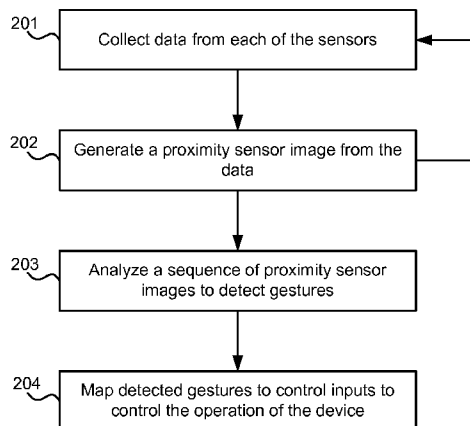 201
Collect data from each of the sensors
202
Generate a proximity sensor image from the
data
203
Analyze a sequence of proximity sensor
images to detect gestures
204
Map detected gestures to control inputs to
control the operation of the device